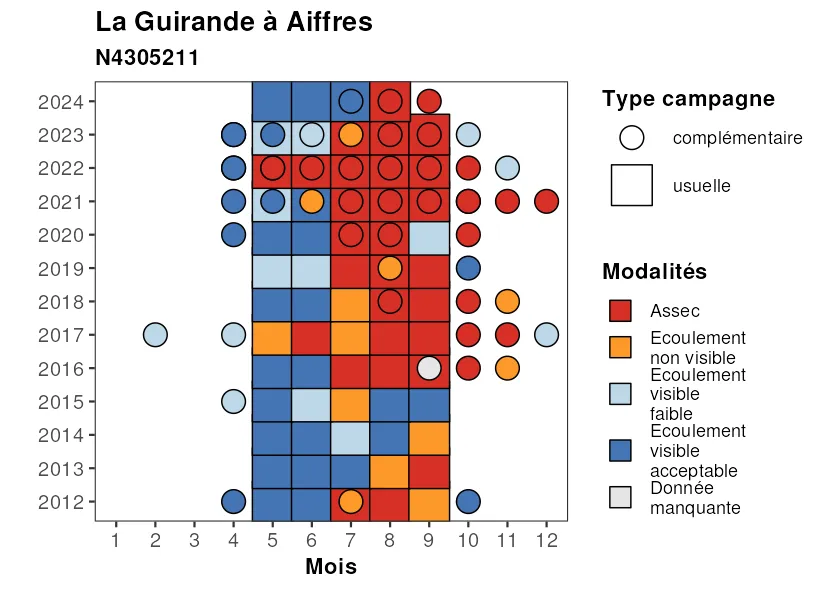 La Guirande à Aiffres
N4305211
2024
2023
2022
2021
2020
2019
2018
2017
2016
2015
2014
2013
2012
1 2 3 4 5 6 7 8 9 10 11 12
Mois
Type campagne
complémentaire
usuelle
Modalités
Assec
Ecoulement
non visible
Ecoulement
visible
faible
Ecoulement
visible
acceptable
Donnée
manquante